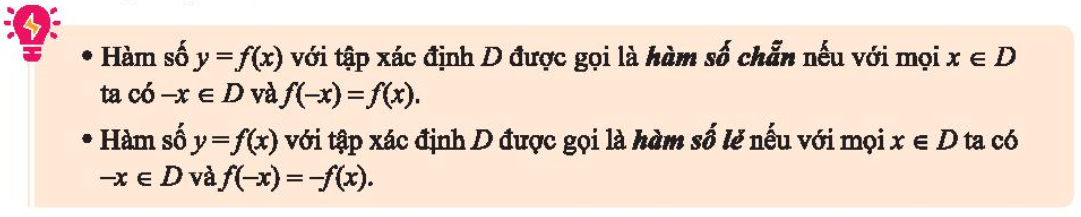 • Hàm số y = f(x) với tập xác định D được gọi là hàm số chẵn nếu với mọi x ∈ D
ta có –x ∈ D và f(–x) = f(x).
• Hàm số y = f(x) với tập xác định D được gọi là hàm số lẻ nếu với mọi x ∈ D ta có
–x ∈ D và f(–x) = –f(x).